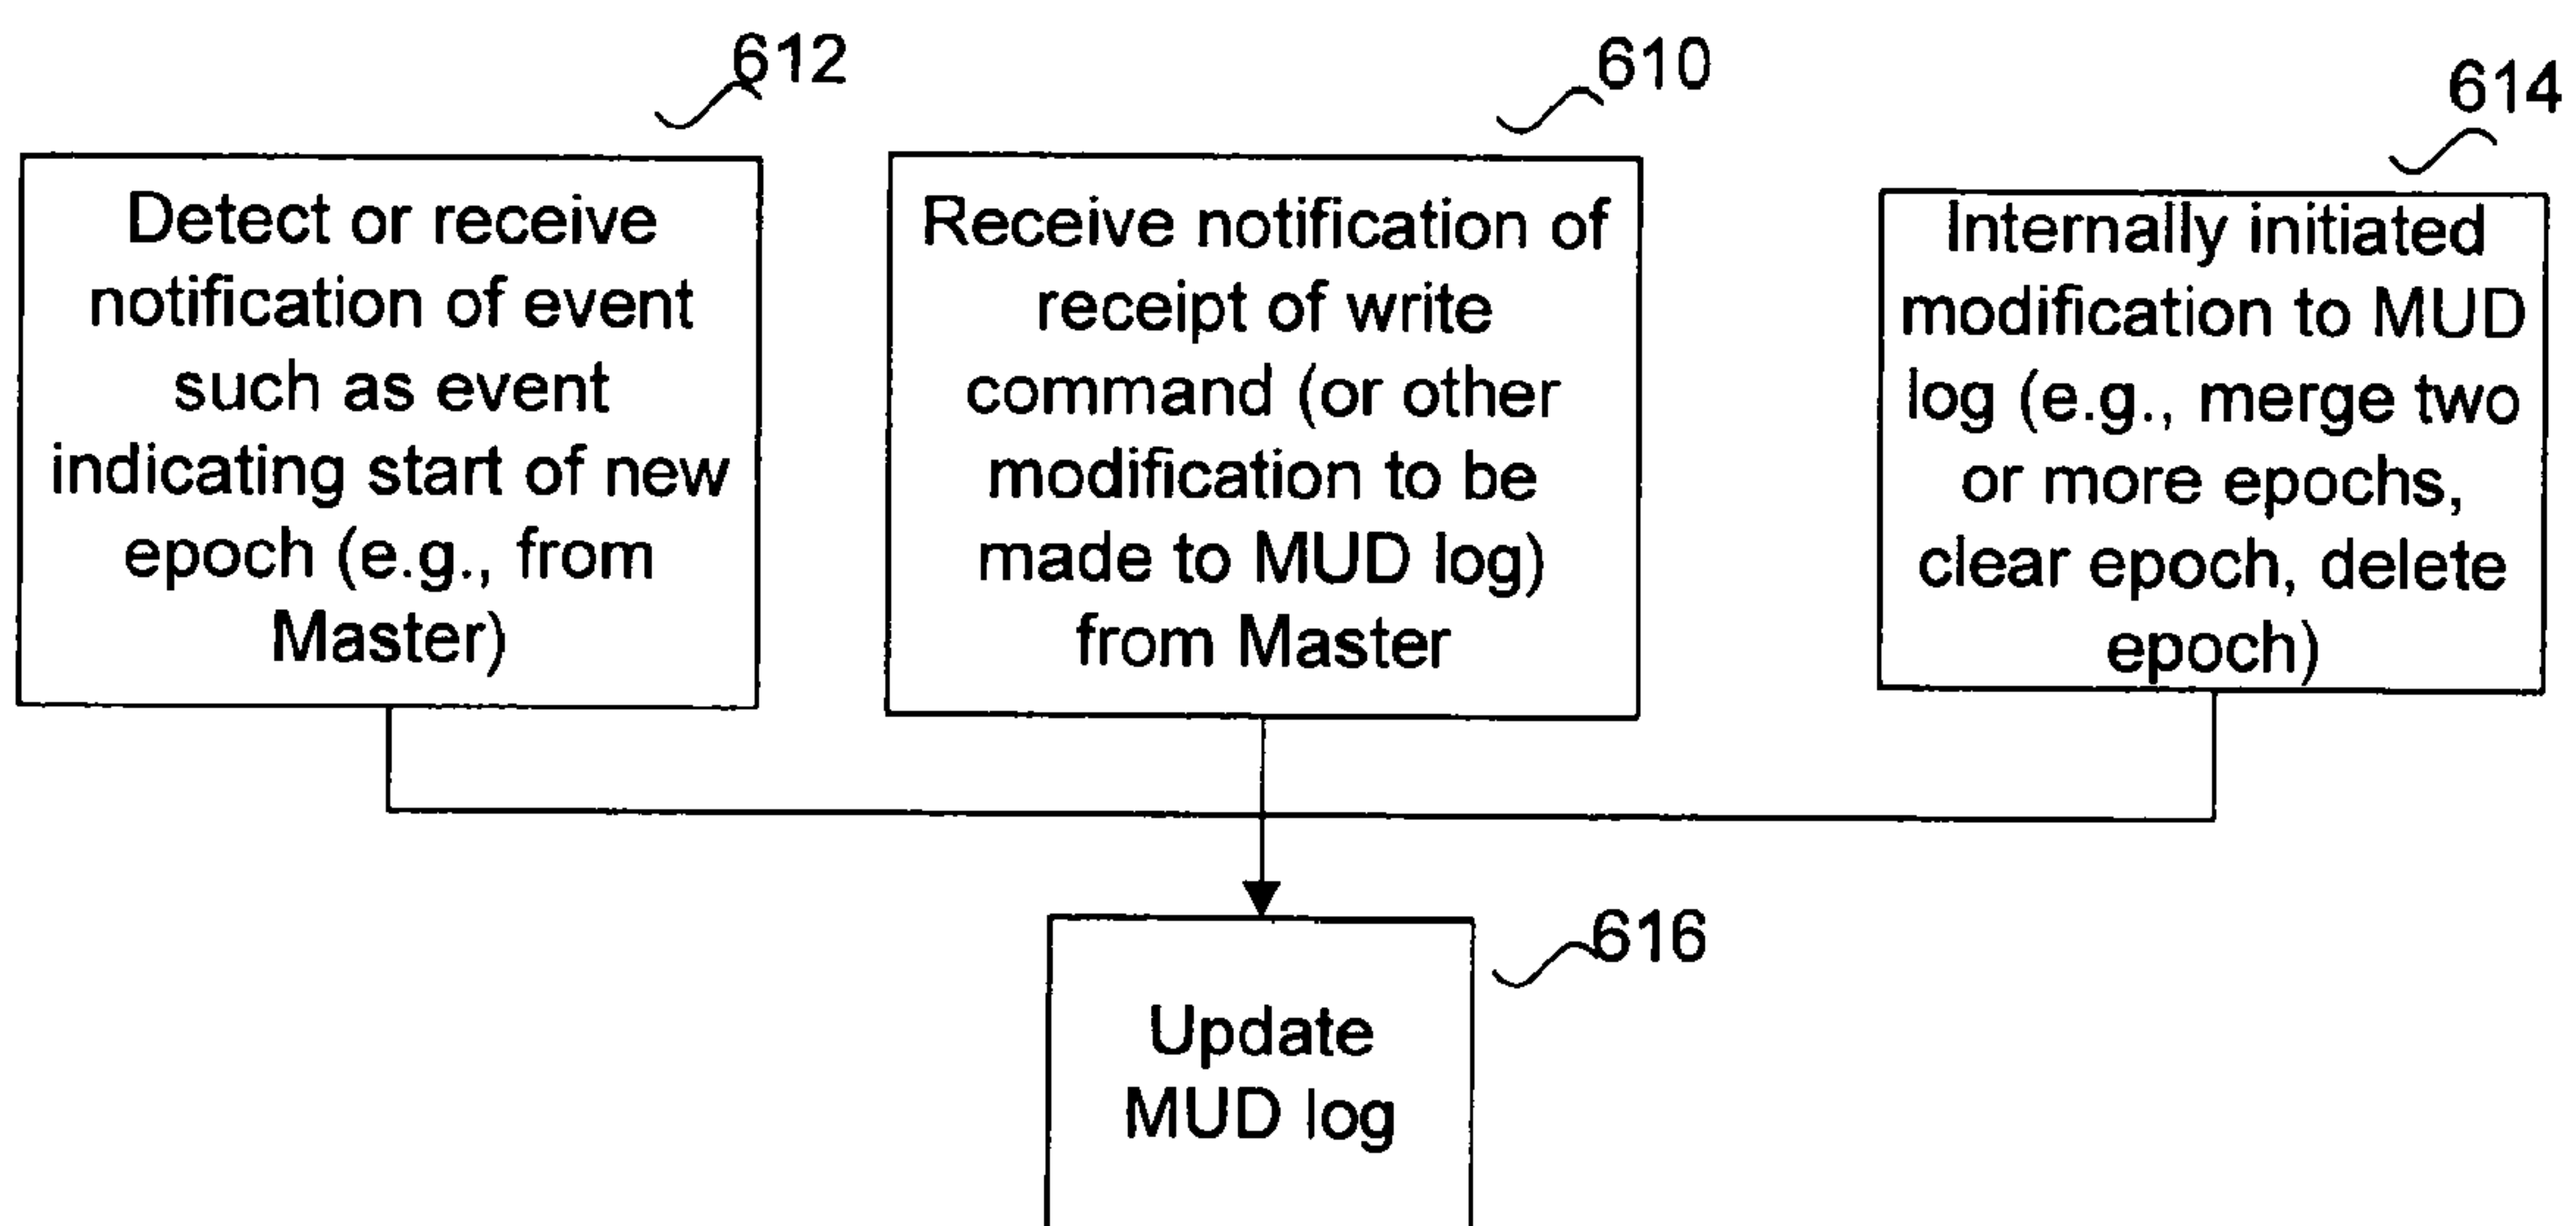 612
610
614
Detect or receive
notification of event
such as event
indicating start of new
epoch (e.g., from
Master)
Receive notification of
receipt of write
command (or other
modification to be
made to MUD log)
from Master
Internally initiated
modification to MUD
log (e.g., merge two
or more epochs,
clear epoch, delete
epoch)
616
Update
MUD log